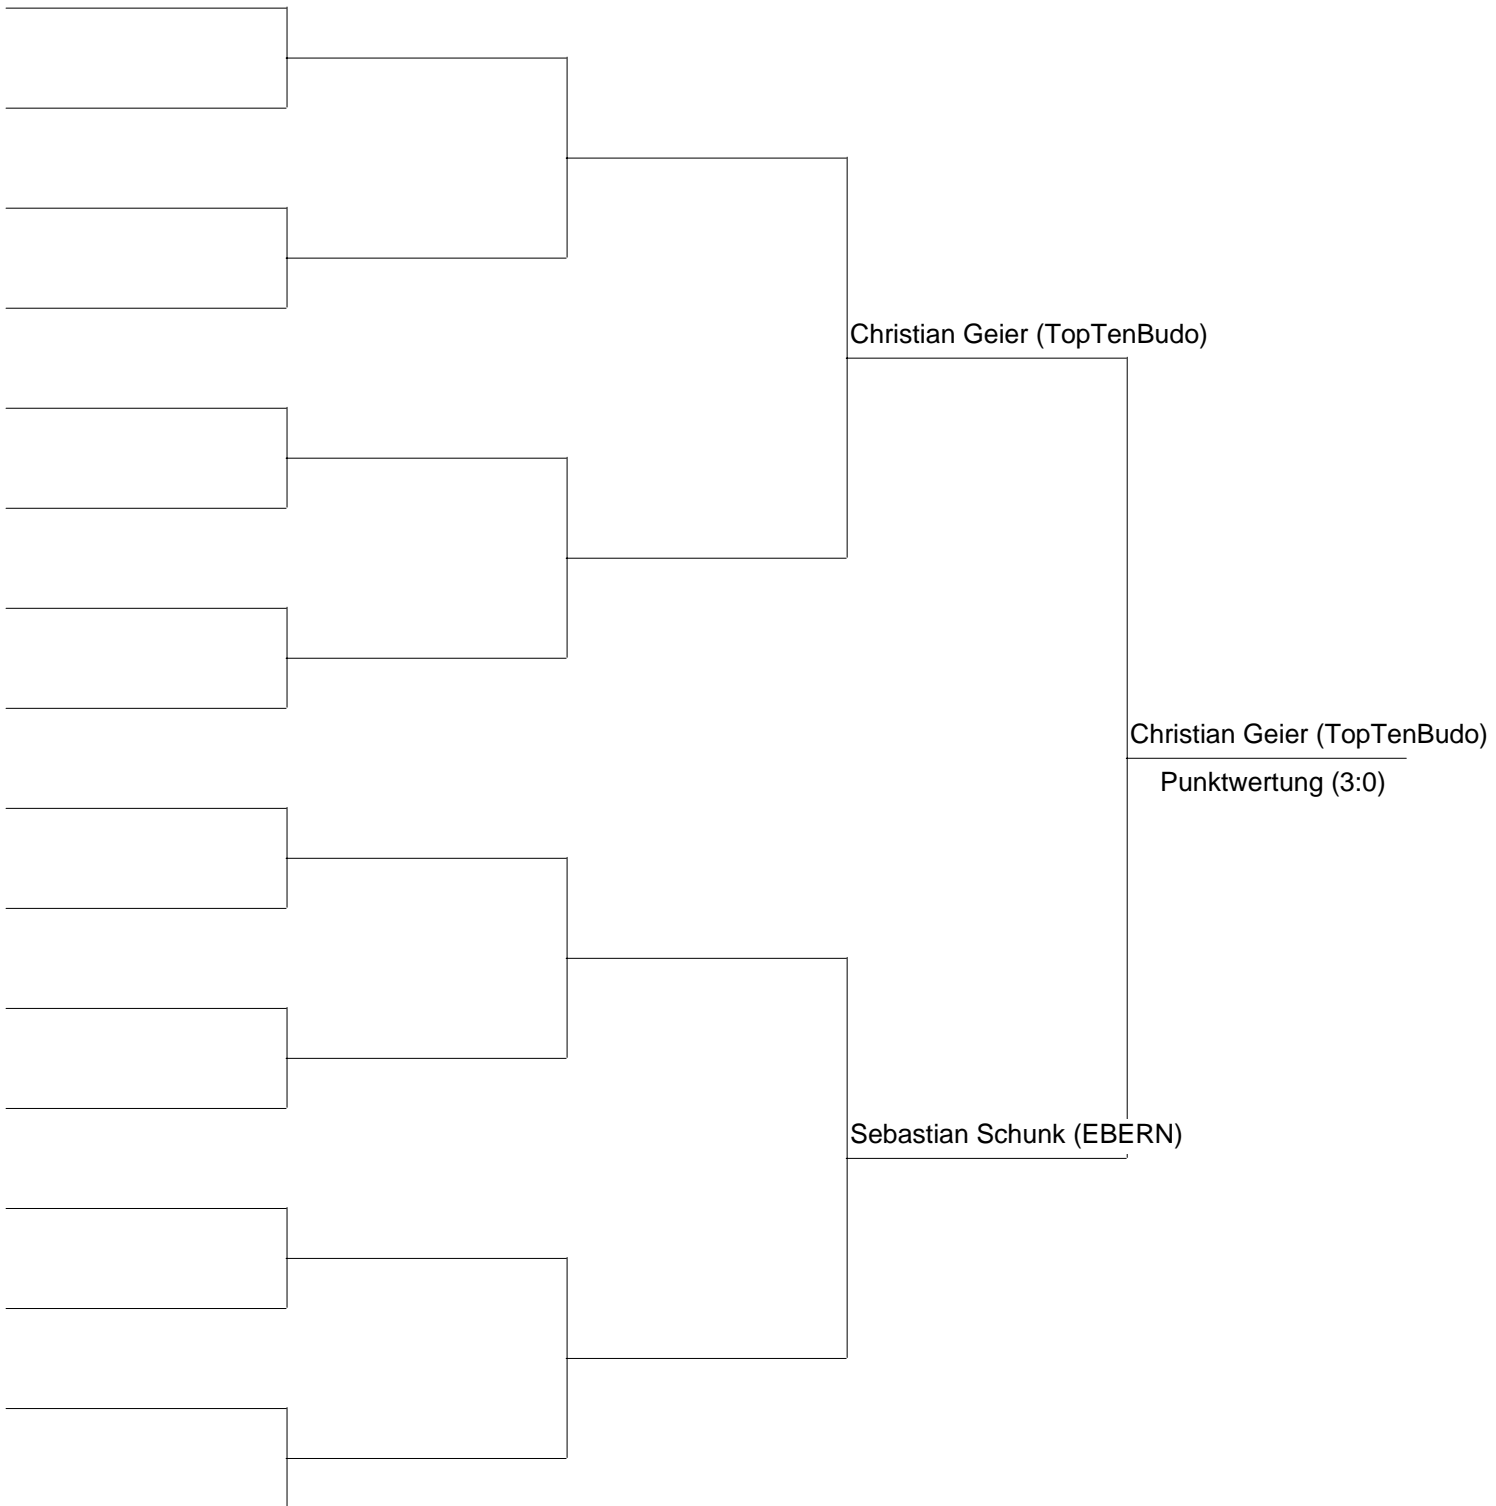 Christian Geier (TopTenBudo)
Christian Geier (TopTenBudo)
Punktwertung (3:0)
Sebastian Schunk (EBERN)